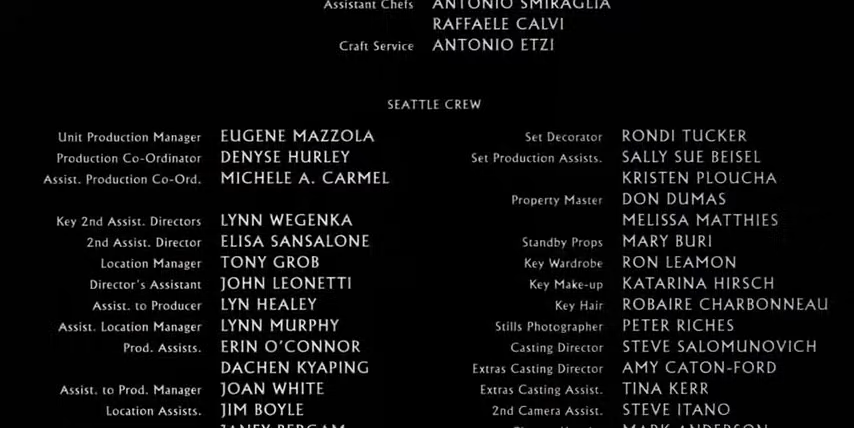 Assistant Chefs ANTONIO SMIRAGLIA
RAFFAELE CALVI
Craft Service ANTONIO ETZI
SEATTLE CREW
Unit Production Manager EUGENE MAZZOLA
Production Co-Ordinator DENYSE HURLEY
Assist. Production Co-Ord. MICHELE A. CARMEL
Key 2nd Assist. Directors LYNN WEGENKA
2nd Assist. Director ELISA SANSALONE
Location Manager TONY GROB
Director's Assistant JOHN LEONETTI
Assist. to Producer LYN HEALEY
Assist. Location Manager LYNN MURPHY
Prod. Assists. ERIN O'CONNOR
DACHEN KYAPING
Assist. to Prod. Manager JOAN WHITE
Location Assists. JIM BOYLE
Set Decorator RONDI TUCKER
Set Production Assists. SALLY SUE BEISEL
KRISTEN PLOUCHA
Property Master DON DUMAS
MELISSA MATTHIES
Standby Props MARY BURI
Key Wardrobe RON LEAMON
Key Make-up KATARINA HIRSCH
Key Hair ROBAIRE CHARBONNEAU
Stills Photographer PETER RICHES
Casting Director STEVE SALOMUNOVICH
Extras Casting Director AMY CATON-FORD
Extras Casting Assist. TINA KERR
2nd Camera Assist. STEVE ITANO
MARK ANDERSON